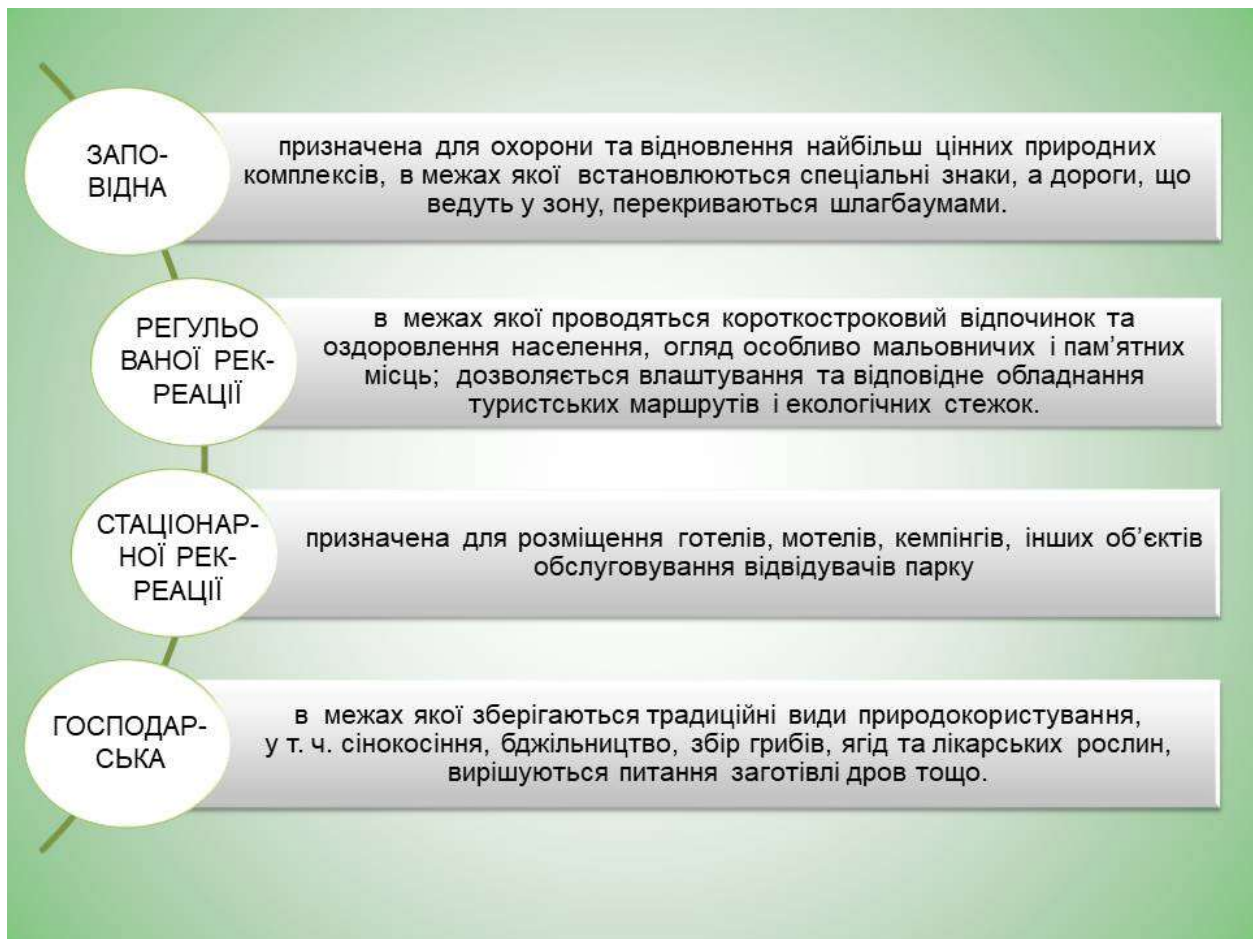 ЗАПО-
ВІДНА
призначена для охорони та відновлення найбільш цінних природних
комплексів, в межах якої встановлюються спеціальні знаки, а дороги, що
ведуть у зону, перекриваються шлагбаумами.
РЕГУЛЬО
ВАНОЇ РЕК-
РЕАЦІЇ
в межах якої проводяться короткостроковий відпочинок та
оздоровлення населення, огляд особливо мальовничих і пам’ятних
місць; дозволяється влаштування та відповідне обладнання
туристських маршрутів і екологічних стежок.
СТАЦІОНАР-
НОЇ РЕК-
РЕАЦІЇ
призначена для розміщення готелів, мотелів, кемпінгів, інших об’єктів
обслуговування відвідувачів парку
ГОСПОДАР-
СЬКА
в межах якої зберігаються традиційні види природокористування,
у т. ч. сінокосіння, бджільництво, збір грибів, ягід та лікарських рослин,
вирішуються питання заготівлі дров тощо.